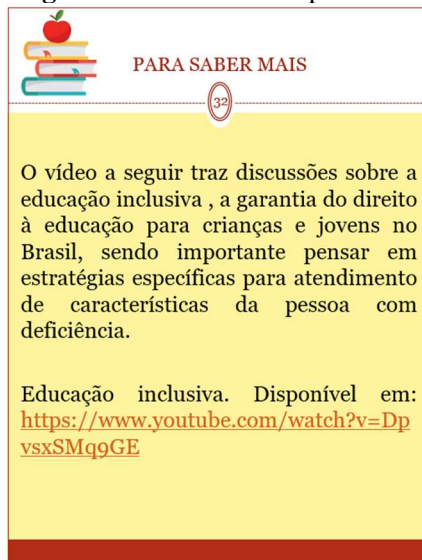 PARA SABER MAIS
32
O vídeo a seguir traz discussões sobre a
educação inclusiva , a garantia do direito
à educação para crianças e jovens no
Brasil, sendo importante pensar em
estratégias específicas para atendimento
de características da pessoa com
deficiência.
Educação inclusiva. Disponível em:
https://www.youtube.com/watch?v=Dp
vsxSMq9GE